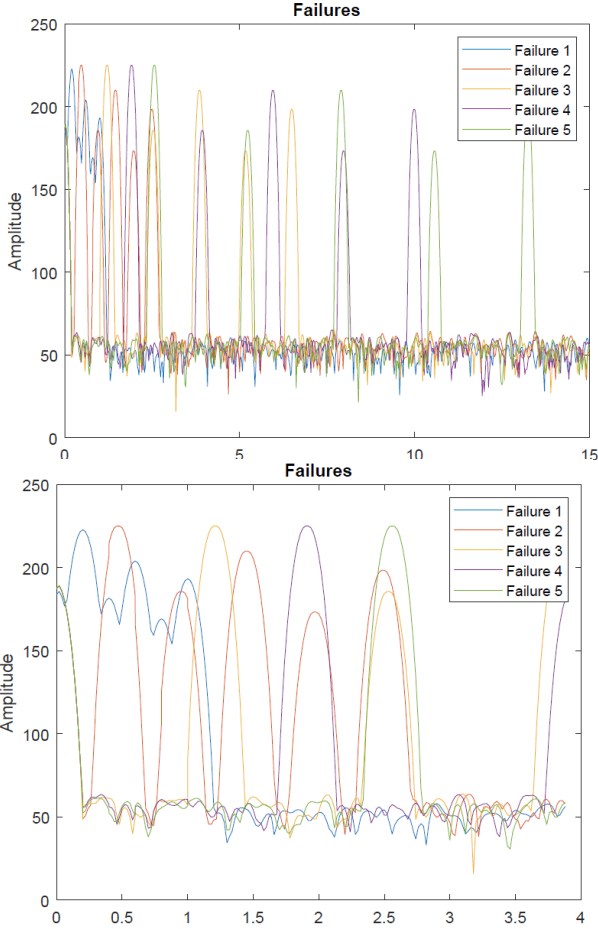 Failures
250
200
150
100
50
0
Amplitude
Failure 1
Failure 2
Failure 3
Failure 4
Failure 5
0 5 10 15
Failures
250
200
150
100
50
0
Amplitude
Failure 1
Failure 2
Failure 3
Failure 4
Failure 5
0 0.5 1 1.5 2 2.5 3 3.5 4